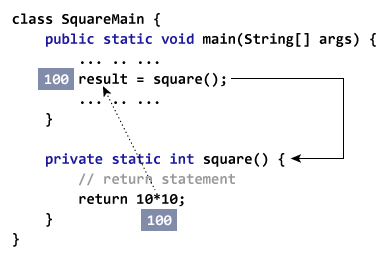 class SquareMain {
public static void main(String[] args) {
... .. ...
100 result = square();
... .. ...
}
private static int square() {
// return statement
return 10*10;
} 100
}